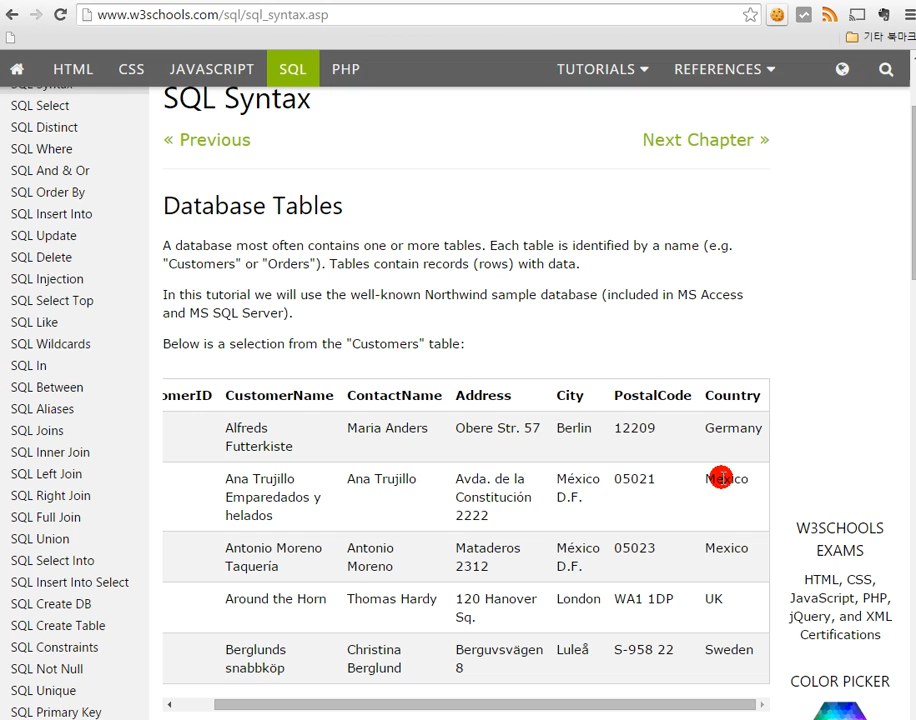 www.w3schools.com/sql/sql_syntax.asp
기타 북마크
HTML CSS JAVASCRIPT SQL PHP TUTORIALS REFERENCES
SQL Syntax
SQL Select
SQL Distinct
SQL Where
SQL And & Or
SQL Order By
SQL Insert Into
SQL Update
SQL Delete
SQL Injection
SQL Select Top
SQL Like
SQL Wildcards
SQL In
SQL Between
SQL Aliases
SQL Joins
SQL Inner Join
SQL Left Join
SQL Right Join
SQL Full Join
SQL Union
SQL Select Into
SQL Insert Into Select
SQL Create DB
SQL Create Table
SQL Constraints
SQL Not Null
SQL Unique
SQL Primary Key
SQL Syntax
« Previous
Next Chapter »
Database Tables
A database most often contains one or more tables. Each table is identified by a name (e.g.
"Customers" or "Orders"). Tables contain records (rows) with data.
In this tutorial we will use the well-known Northwind sample database (included in MS Access
and MS SQL Server).
Below is a selection from the "Customers" table:
omerID CustomerName ContactName Address City PostalCode Country
Alfreds Maria Anders Obere Str. 57 Berlin 12209 Germany
Futterkiste
Ana Trujillo Ana Trujillo Avda. de la México 05021 Mexico
Emparedados y Constitución D.F.
helados 2222
Antonio Moreno Antonio Mataderos México 05023 Mexico
Taquería Moreno 2312 D.F.
Around the Horn Thomas Hardy 120 Hanover London WA1 1DP UK
Sq.
Berglunds Christina Berguvsvägen Luleå S-958 22 Sweden
snabbköp Berglund 8
W3SCHOOLS
EXAMS
HTML, CSS,
JavaScript, PHP,
jQuery, and XML
Certifications
COLOR PICKER